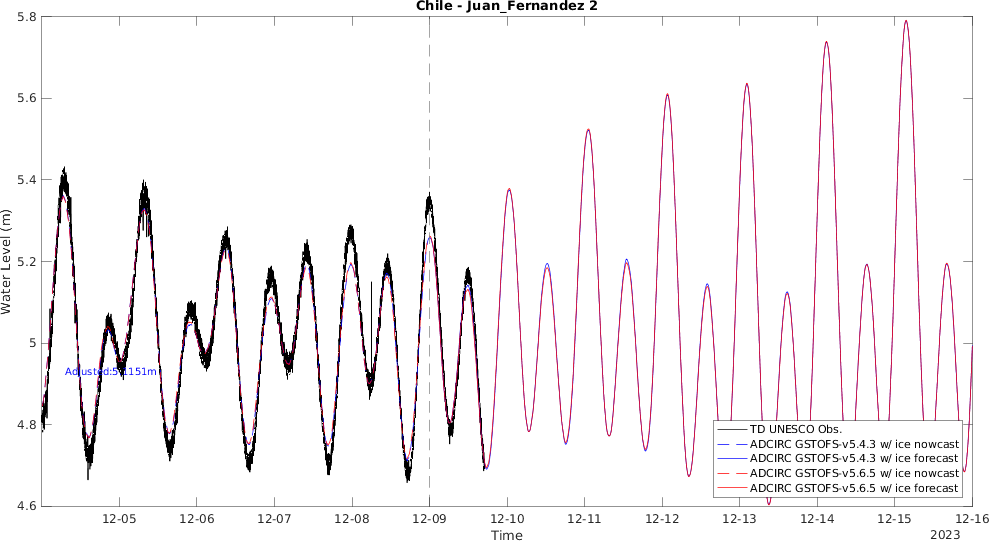 Chile - Juan_Fernandez 2
Water Level (m)
5.8
5.6
5.4
5.2
5
4.8
4.6
Adjusted:5.1151m
TD UNESCO Obs.
ADCIRC GSTOFS-v5.4.3 w/ ice nowcast
ADCIRC GSTOFS-v5.4.3 w/ ice forecast
ADCIRC GSTOFS-v5.6.5 w/ ice nowcast
ADCIRC GSTOFS-v5.6.5 w/ ice forecast
12-05 12-06 12-07 12-08 12-09 12-10 12-11 12-12 12-13 12-14 12-15 12-16
Time
2023